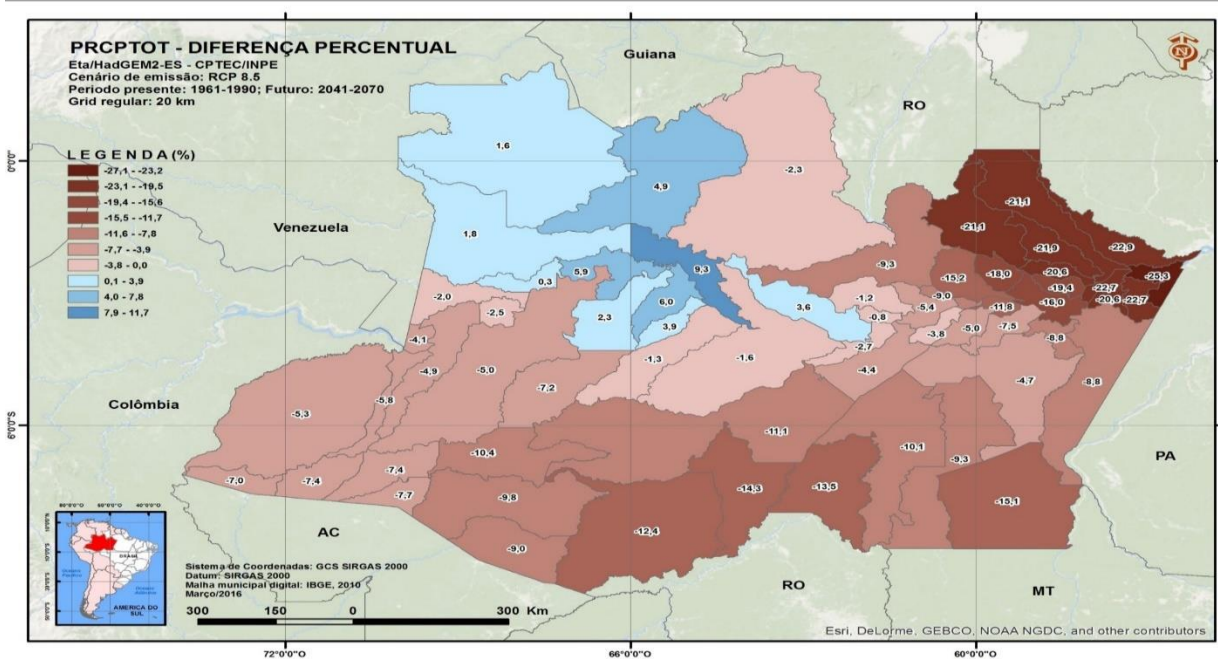 PRCPTOT - DIFERENÇA PERCENTUAL
Eta/HadGEM2-ES - CPTEC/INPE
Cenário de emissão: RCP 8.5
Periodo presente: 1961-1990; Futuro: 2041-2070
Grid regular: 20 km
L E G E N D A (%)
-27,1 - -23,2
-23,1 - -19,5
-19,4 - -15,6
-15,5 - -11,7
-11,6 - -7,8
-7,7 - -3,9
-3,8 - 0,0
0,1 - 3,9
4,0 - 7,8
7,9 - 11,7
Guiana
RO
Venezuela
Colômbia
AC
RO
MT
PA
N
0°0'0"
6°0'0"S
1,6
4,9
-2,3
1,8
9,3
5,9
0,3
6,0
2,3
3,9
3,6
-21,1
-21,1
-21,9
-22,9
-25,3
-9,3
-15,2
-18,0
-20,6
-19,4
-22,7
-20,6
-22,7
-16,0
-9,0
-11,8
-1,2
-5,4
-0,8
-3,8
-5,0
-7,5
-8,8
-2,0
-2,5
-4,1
-4,9
-5,0
-5,8
-5,3
-7,2
-1,3
-1,6
-2,7
-4,4
-4,7
-8,8
-11,1
-10,1
-9,3
-10,4
-7,0
-7,4
-7,4
-7,7
-9,8
-9,0
-12,4
-14,3
-13,5
-15,1
BRASIL
Oceano
Pacífico
Oceano
Atlântico
AMERICA DO
SUL
Sistema de Coordenadas: GCS SIRGAS 2000
Datum: SIRGAS 2000
Malha municipal digital: IBGE, 2010
Março/2016
300 150 0 300 Km
Esri, DeLorme, GEBCO, NOAA NGDC, and other contributors
72°0'0"O 66°0'0"O 60°0'0"O